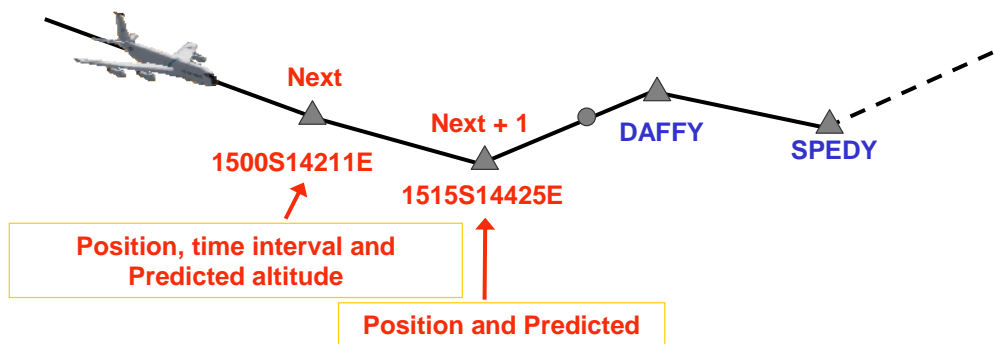 Next
Next + 1
DAFFY
SPEDY
1500S14211E
1515S14425E
Position, time interval and
Predicted altitude
Position and Predicted